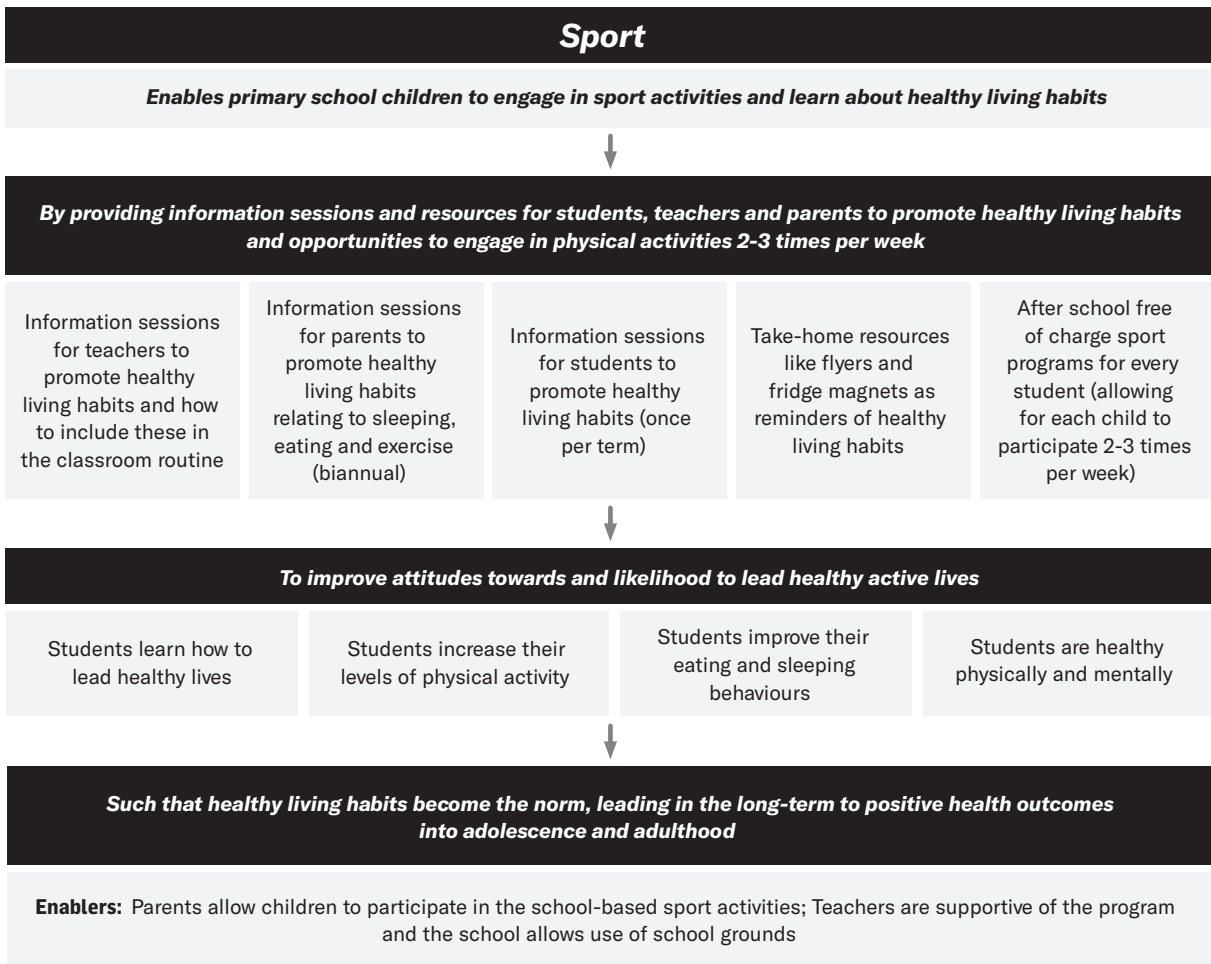 Sport
Enables primary school children to engage in sport activities and learn about healthy living habits
By providing information sessions and resources for students, teachers and parents to promote healthy living habits
and opportunities to engage in physical activities 2-3 times per week
Information sessions
for teachers to
promote healthy
living habits and how
to include these in
the classroom routine
Information sessions
for parents to
promote healthy
living habits
relating to sleeping,
eating and exercise
(biannual)
Information sessions
for students to
promote healthy
living habits (once
per term)
Take-home resources
like flyers and
fridge magnets as
reminders of healthy
living habits
After school free
of charge sport
programs for every
student (allowing
for each child to
participate 2-3 times
per week)
To improve attitudes towards and likelihood to lead healthy active lives
Students learn how to
lead healthy lives
Students increase their
levels of physical activity
Students improve their
eating and sleeping
behaviours
Students are healthy
physically and mentally
Such that healthy living habits become the norm, leading in the long-term to positive health outcomes
into adolescence and adulthood
Enablers: Parents allow children to participate in the school-based sport activities; Teachers are supportive of the program
and the school allows use of school grounds